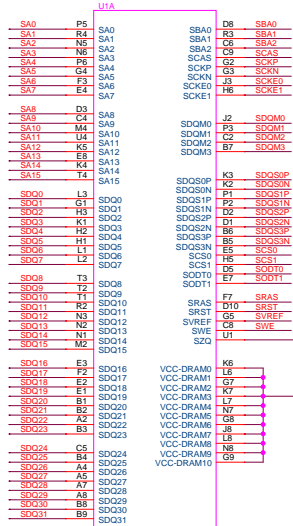 U1A
SA0 P5 SA0
SA1 R4 SA1
SA2 N5 SA2
SA3 N6 SA3
SA4 P6 SA4
SA5 G4 SA5
SA6 F3 SA6
SA7 E4 SA7
SA8 D3 SA8
SA9 C4 SA9
SA10 M4 SA10
SA11 U4 SA11
SA12 K5 SA12
SA13 E8 SA13
SA14 K4 SA14
SA15 T4 SA15
SDQ0 L3 SDQ0
SDQ1 G1 SDQ1
SDQ2 H3 SDQ2
SDQ3 K1 SDQ3
SDQ4 H2 SDQ4
SDQ5 H1 SDQ5
SDQ6 L1 SDQ6
SDQ7 L2 SDQ7
SDQ8 T3 SDQ8
SDQ9 T2 SDQ9
SDQ10 T1 SDQ10
SDQ11 R2 SDQ11
SDQ12 N3 SDQ12
SDQ13 N2 SDQ13
SDQ14 N1 SDQ14
SDQ15 M2 SDQ15
SDQ16 E3 SDQ16
SDQ17 F2 SDQ17
SDQ18 E2 SDQ18
SDQ19 E1 SDQ19
SDQ20 B1 SDQ20
SDQ21 B2 SDQ21
SDQ22 A2 SDQ22
SDQ23 A3 SDQ23
SDQ24 C5 SDQ24
SDQ25 B4 SDQ25
SDQ26 A4 SDQ26
SDQ27 A5 SDQ27
SDQ28 A7 SDQ28
SDQ29 A8 SDQ29
SDQ30 B8 SDQ30
SDQ31 B9 SDQ31
SBA0 D8 SBA0
SBA1 R3 SBA1
SBA2 C6 SBA2
SCAS C9 SCAS
SCKP G2 SCKP
SCKN G3 SCKN
SCKE0 J3 SCKE0
SCKE1 H6 SCKE1
SDQM0 J2 SDQM0
SDQM1 P3 SDQM1
SDQM2 C2 SDQM2
SDQM3 B7 SDQM3
SDQS0P K3 SDQS0P
SDQS0N K2 SDQS0N
SDQS1P P1 SDQS1P
SDQS1N P2 SDQS1N
SDQS2P D2 SDQS2P
SDQS2N D1 SDQS2N
SDQS3P B6 SDQS3P
SDQS3N B5 SDQS3N
SCS0 E5 SCS0
SCS1 H5 SCS1
SODT0 D5 SODT0
SODT1 E7 SODT1
SRAS F7 SRAS
SRST D10 SRST
SVREF G5 SVREF
SWE C8 SWE
SZQ U1
VCC-DRAM0 K6
VCC-DRAM1 L6
VCC-DRAM2 G7
VCC-DRAM3 K7
VCC-DRAM4 L7
VCC-DRAM5 N7
VCC-DRAM6 G8
VCC-DRAM7 J8
VCC-DRAM8 L8
VCC-DRAM9 N8
VCC-DRAM10 G9